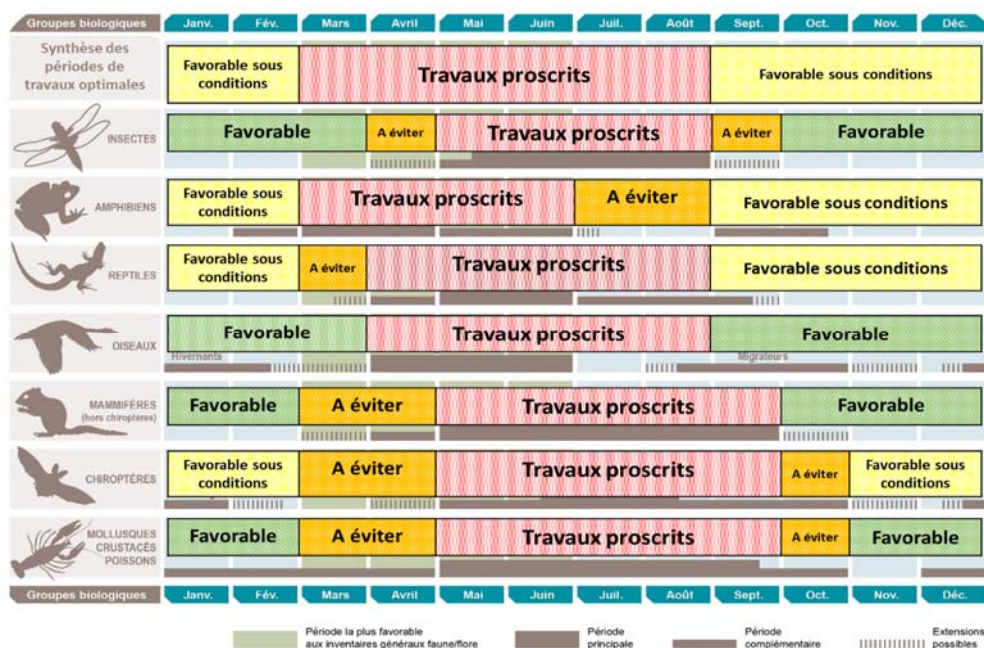 Groupes biologiques Janv. Fév. Mars Avril Mai Juin Juil. Août Sept. Oct. Nov. Déc.
Synthèse des
périodes de
travaux optimales
Favorable sous
conditions
Travaux proscrits
Favorable sous conditions
INSECTES
Favorable
A éviter
Travaux proscrits
A éviter
Favorable
AMPHIBIENS
Favorable sous
conditions
Travaux proscrits
A éviter
Favorable sous conditions
REPTILES
Favorable sous
conditions
A éviter
Travaux proscrits
Favorable sous conditions
OISEAUX
Favorable
Travaux proscrits
Favorable
Hivernants
Migrateurs
MAMMIFÈRES
(hors chiroptères)
Favorable
A éviter
Travaux proscrits
Favorable
CHIROPTÈRES
Favorable sous
conditions
A éviter
Travaux proscrits
A éviter
Favorable sous
conditions
MOLLUSQUES
CRUSTACÉS
POISSONS
Favorable
A éviter
Travaux proscrits
A éviter
Favorable
Groupes biologiques Janv. Fév. Mars Avril Mai Juin Juil. Août Sept. Oct. Nov. Déc.
Période la plus favorable
aux inventaires généraux faune/flore
Période
principale
Période
complémentaire
Extensions
possibles